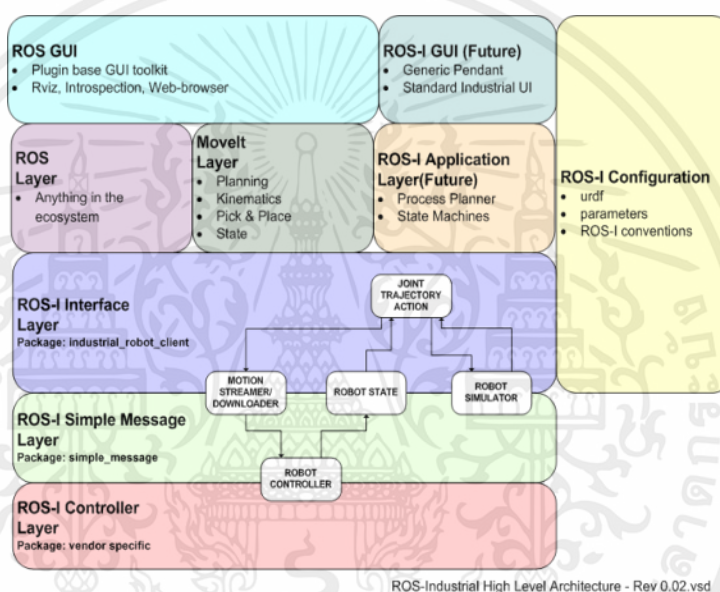 ROS GUI
• Plugin base GUI toolkit
• Rviz, Introspection, Web-browser
ROS-I GUI (Future)
• Generic Pendant
• Standard Industrial UI
ROS
Layer
• Anything in the
ecosystem
MoveIt
Layer
• Planning
• Kinematics
• Pick & Place
• State
ROS-I Application
Layer(Future)
• Process Planner
• State Machines
ROS-I Configuration
• urdf
• parameters
• ROS-I conventions
ROS-I Interface
Layer
Package: industrial_robot_client
JOINT
TRAJECTORY
ACTION
MOTION
STREAMER/
DOWNLOADER
ROBOT STATE
ROBOT
SIMULATOR
ROS-I Simple Message
Layer
Package: simple_message
ROBOT
CONTROLLER
ROS-I Controller
Layer
Package: vendor specific
ROS-Industrial High Level Architecture - Rev 0.02.vsd